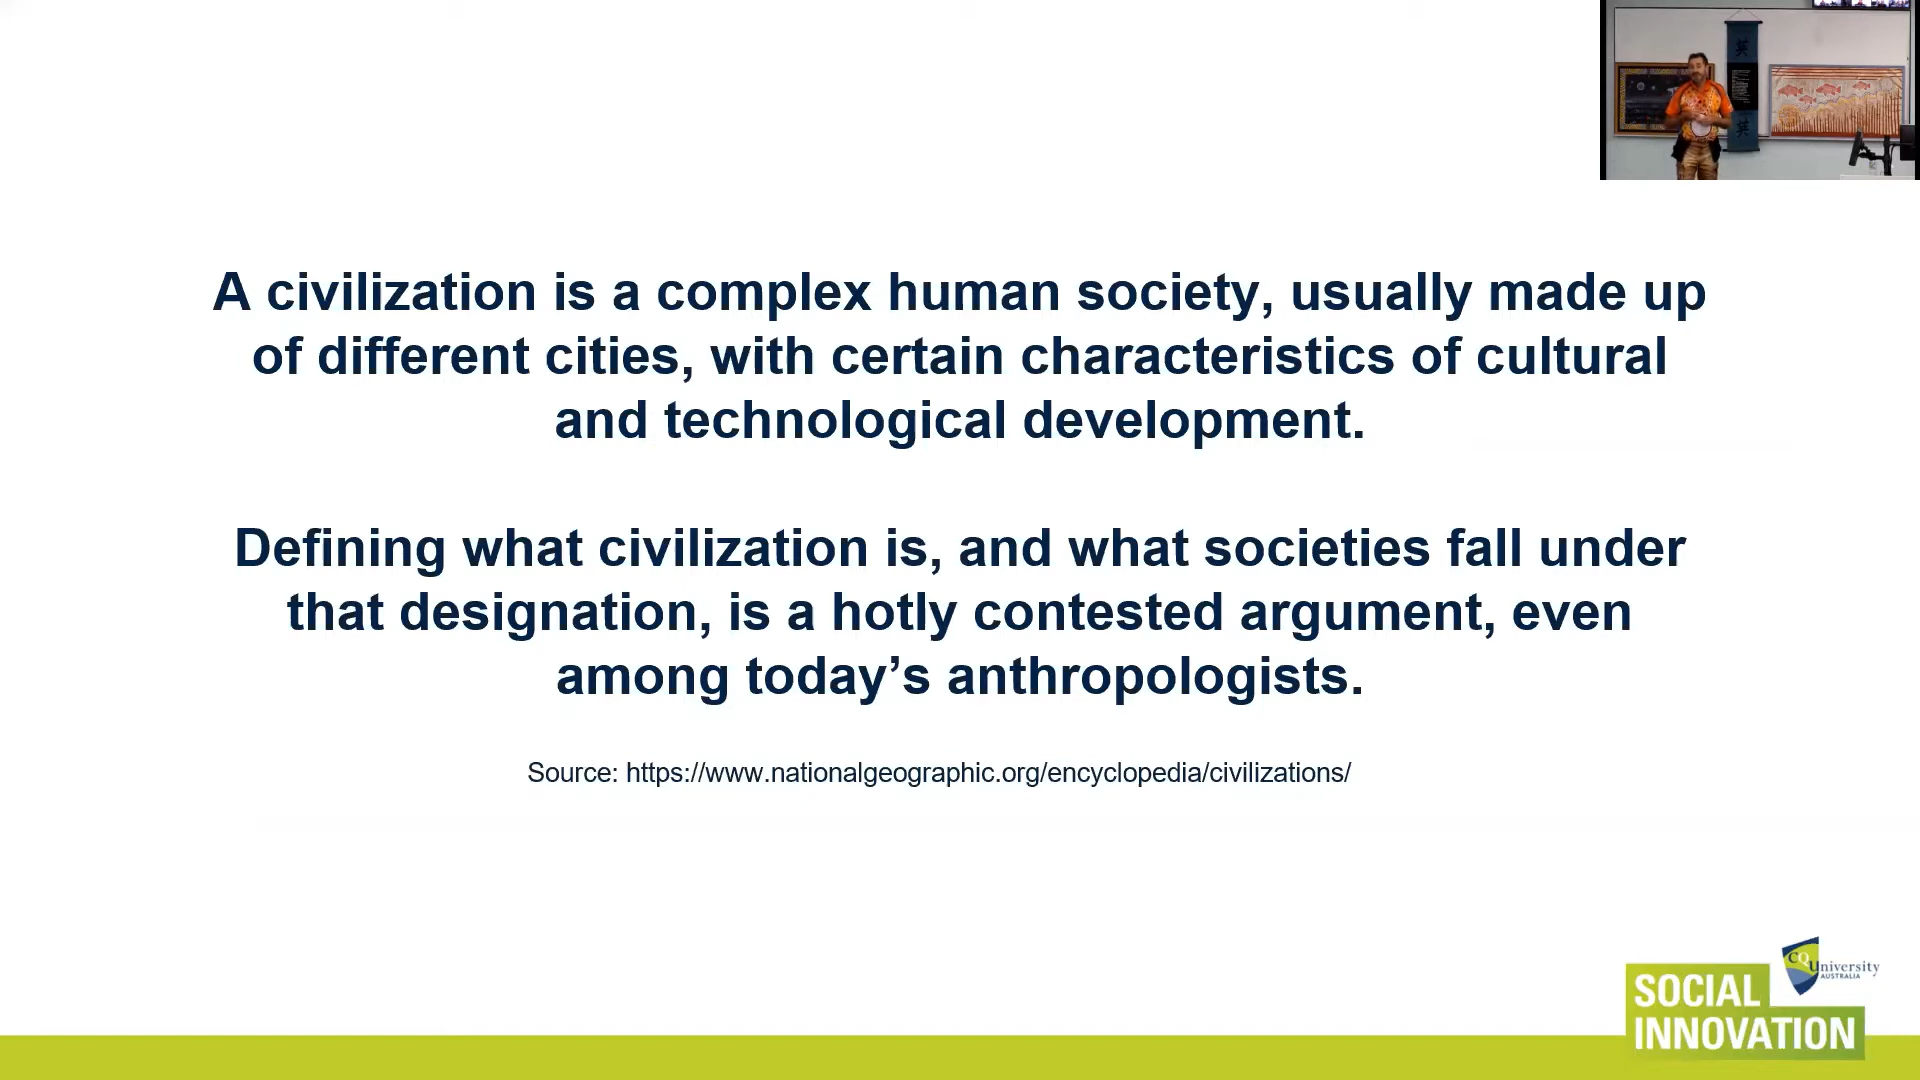 A civilization is a complex human society, usually made up
of different cities, with certain characteristics of cultural
and technological development.
Defining what civilization is, and what societies fall under
that designation, is a hotly contested argument, even
among today’s anthropologists.
Source: https://www.nationalgeographic.org/encyclopedia/civilizations/
CQUniversity
AUSTRALIA
SOCIAL
INNOVATION